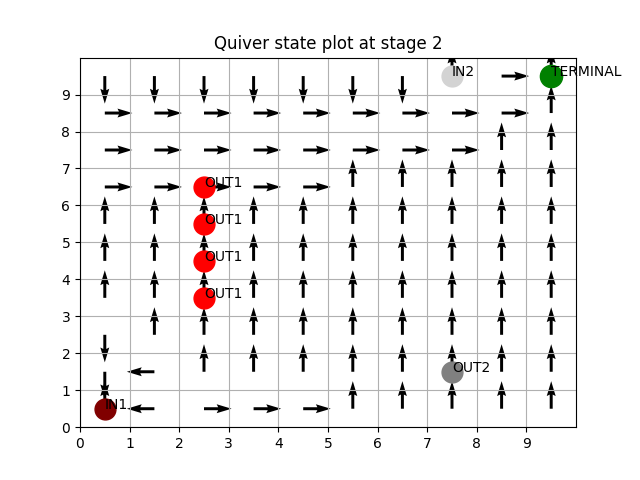 Quiver state plot at stage 2
IN2
TERMINAL
9
8
7
OUT1
6
OUT1
5
OUT1
4
OUT1
3
2
OUT2
1
IN1
0
0 1 2 3 4 5 6 7 8 9